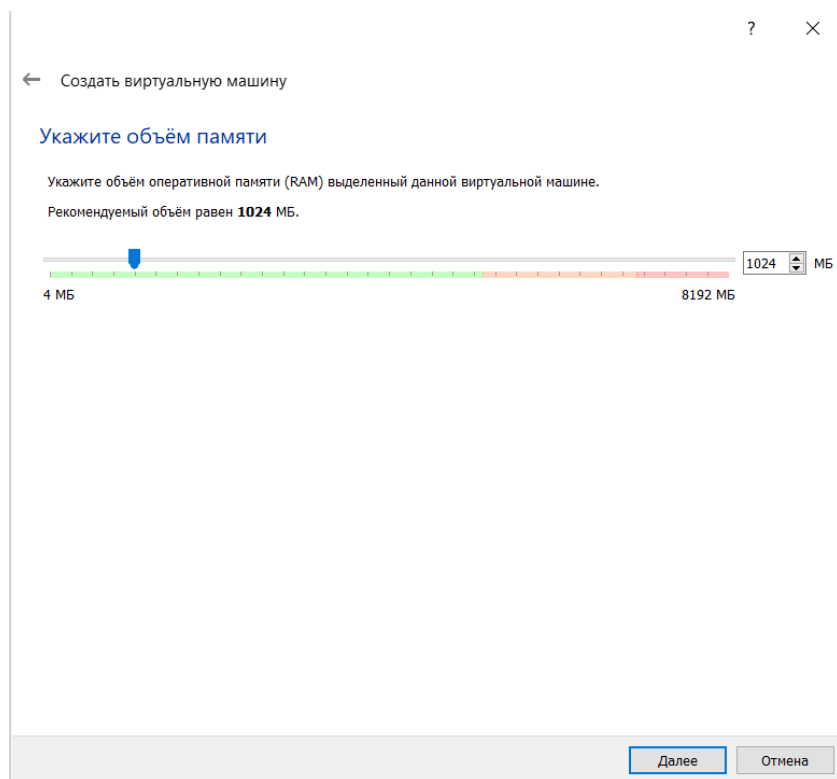 ?
Создать виртуальную машину
Укажите объём памяти
Укажите объём оперативной памяти (RAM) выделенный данной виртуальной машине.
Рекомендуемый объём равен 1024 МБ.
1024 МБ
4 МБ 8192 МБ
Далее Отмена